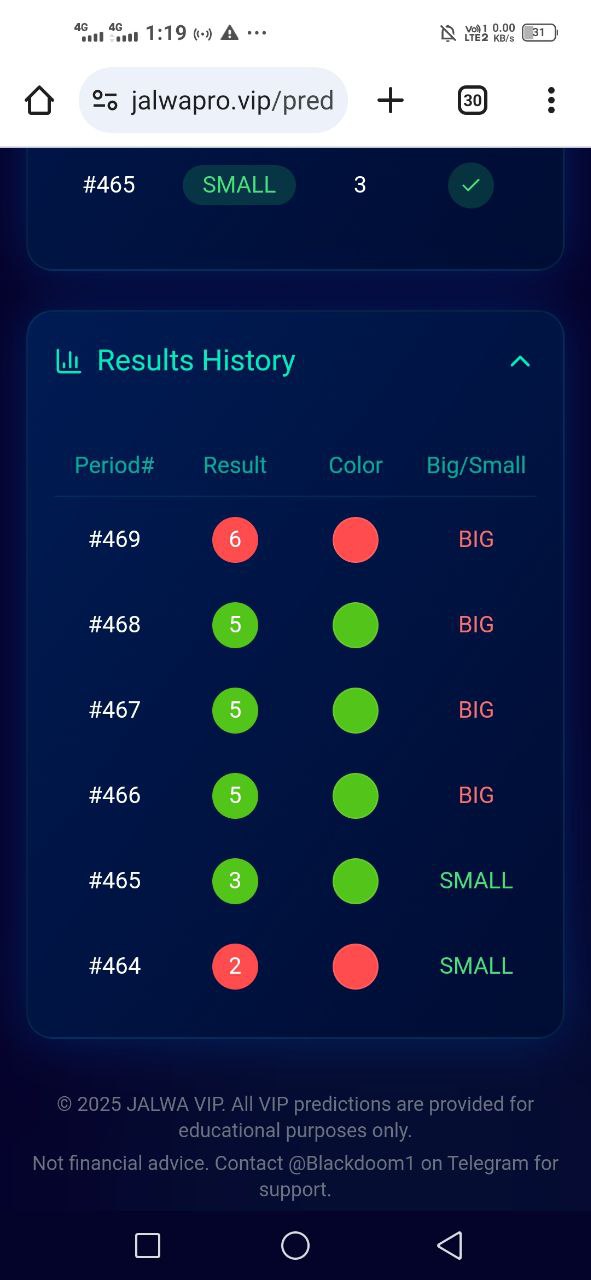 4G 4G 1:19 Vo) 1 LTE2 0.00 KB/s 31
jalwapro.vip/pred 30
#465 SMALL 3
Results History
Period# Result Color Big/Small
#469 6 BIG
#468 5 BIG
#467 5 BIG
#466 5 BIG
#465 3 SMALL
#464 2 SMALL
© 2025 JALWA VIP. All VIP predictions are provided for
educational purposes only.
Not financial advice. Contact @Blackdoom1 on Telegram for
support.